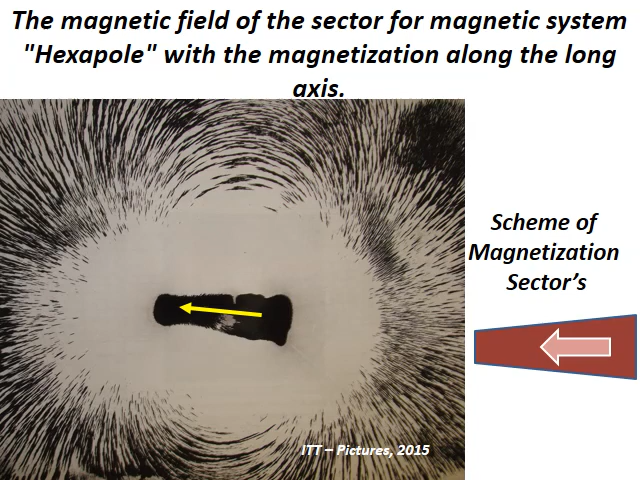 The magnetic field of the sector for magnetic system
"Hexapole" with the magnetization along the long
axis.
Scheme of
Magnetization
Sector's
ITT – Pictures, 2015